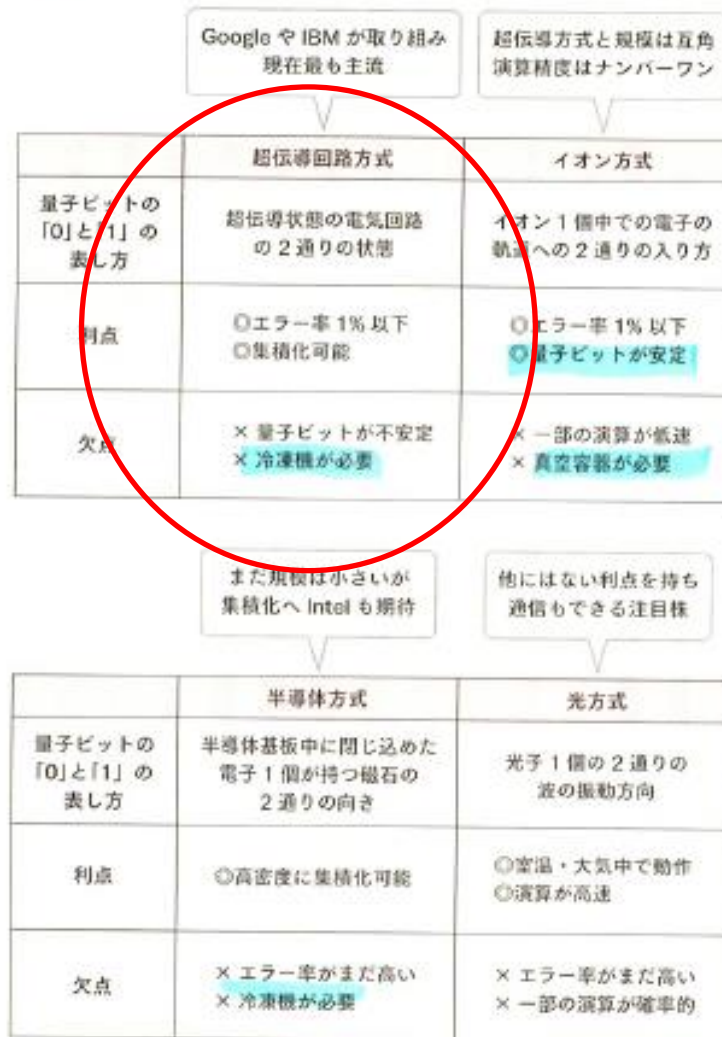 GoogleやIBMが取り組み
現在最も主流
超伝導方式と規模は互角
演算精度はナンバーワン
超伝導回路方式
イオン方式
量子ビットの
「0」と「1」の
表し方
超伝導状態の電気回路
の2通りの状態
イオン1個中での電子の
軌道への2通りの入り方
利点
◎エラー率1%以下
◎集積化可能
◎エラー率1%以下
◎量子ビットが安定
欠点
× 量子ビットが不安定
× 冷凍機が必要
× 一部の演算が低速
× 真空容器が必要
まだ規模は小さいが
集積化へIntelも期待
他にはない利点を持ち
通信もできる注目株
半導体方式
光方式
量子ビットの
「0」と「1」の
表し方
半導体基板中に閉じ込めた
電子1個が持つ磁石の
2通りの向き
光子1個の2通りの
波の振動方向
利点
◎高密度に集積化可能
◎室温・大気中で動作
◎演算が高速
欠点
× エラー率がまだ高い
× 冷凍機が必要
× エラー率がまだ高い
× 一部の演算が確率的